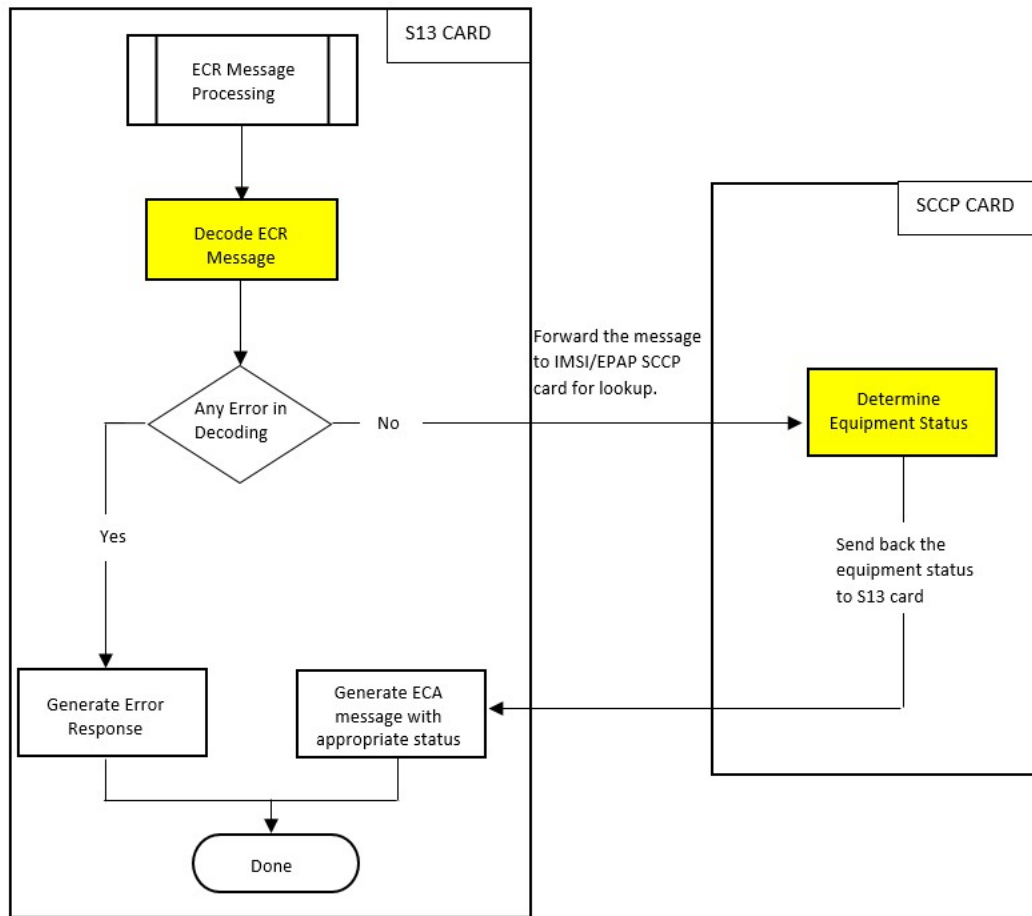 S13 CARD
ECR Message
Processing
SCCP CARD
Decode ECR
Message
Forward the message
to IMSI/EPAP SCCP
card for lookup.
Any Error in
Decoding
No
Determine
Equipment Status
Yes
Send back the
equipment status
to S13 card
Generate Error
Response
Generate ECA
message with
appropriate status
Done